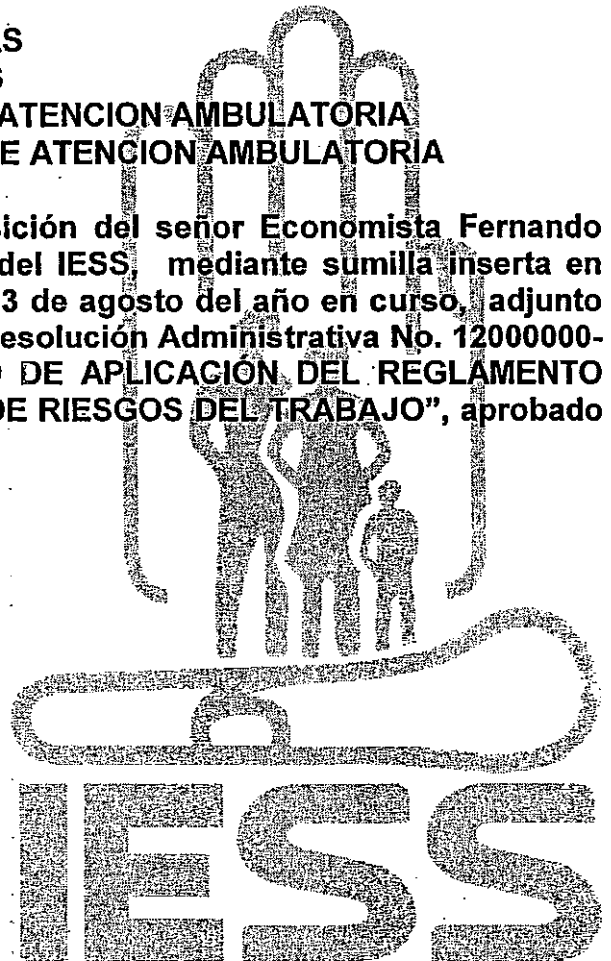 AS
S
ATENCION AMBULATORIA
E ATENCION AMBULATORIA
sición del señor Economista Fernando
del IESS, mediante sumilla inserta en
3 de agosto del año en curso, adjunto
esolución Administrativa No. 12000000-
DE APLICACIÓN DEL REGLAMENTO
DE RIESGOS DEL TRABAJO", aprobado
IESS